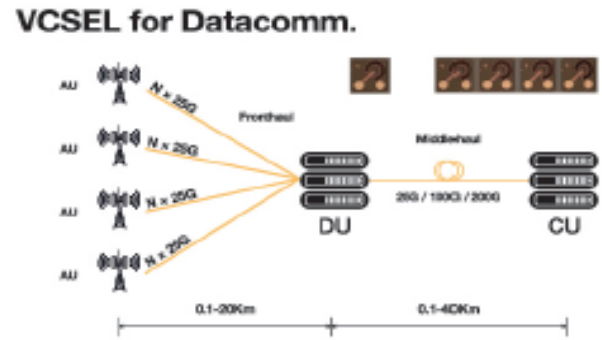 VCSEL for Datacomm.
AU
N x 25G
Fronthaul
AU
N x 25G
Middlehaul
AU
N x 25G
25G / 100G / 200G
DU
CU
AU
N x 25G
0.1-20Km
0.1-40Km